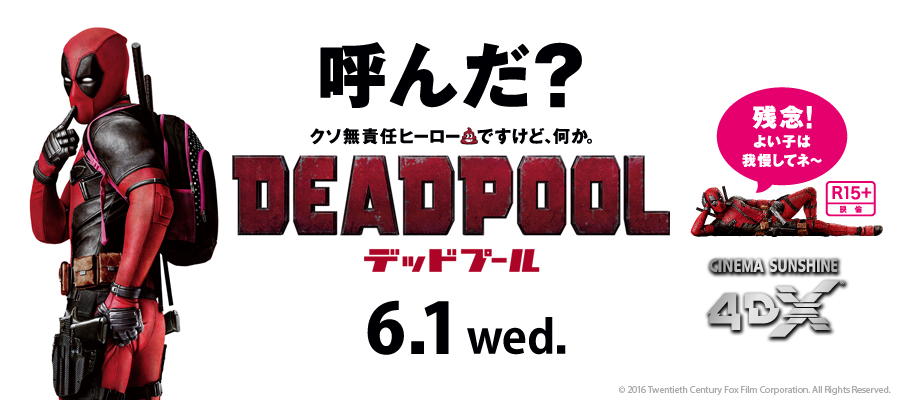 呼んだ?
クソ無責任ヒーロー💩ですけど、何か。
DEADPOOL
デッドプール
6.1 wed.
残念!
よい子は
我慢してネ~
R15+
映倫
CINEMA SUNSHINE
4DX
© 2016 Twentieth Century Fox Film Corporation. All Rights Reserved.